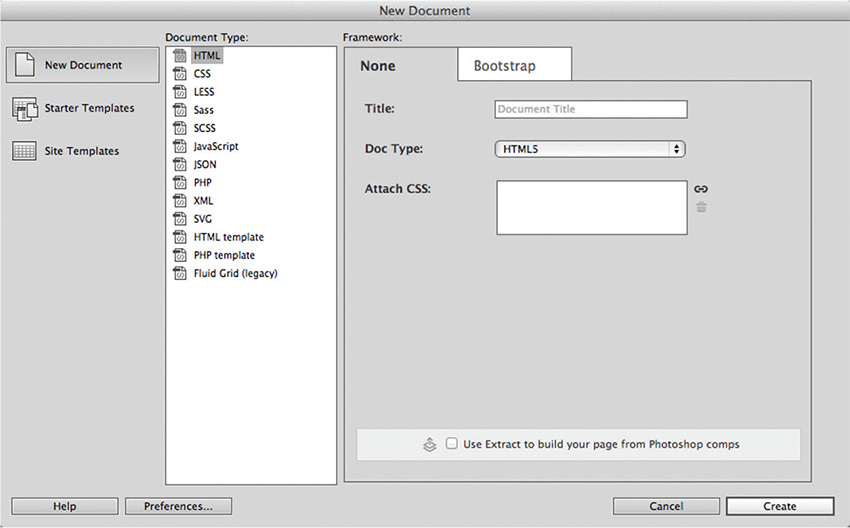 New Document
New Document
Starter Templates
Site Templates
Document Type:
HTML
CSS
LESS
Sass
SCSS
JavaScript
JSON
PHP
XML
SVG
HTML template
PHP template
Fluid Grid (legacy)
Framework:
None
Bootstrap
Title:
Document Title
Doc Type:
HTML5
Attach CSS:
Use Extract to build your page from Photoshop comps
Help
Preferences...
Cancel
Create